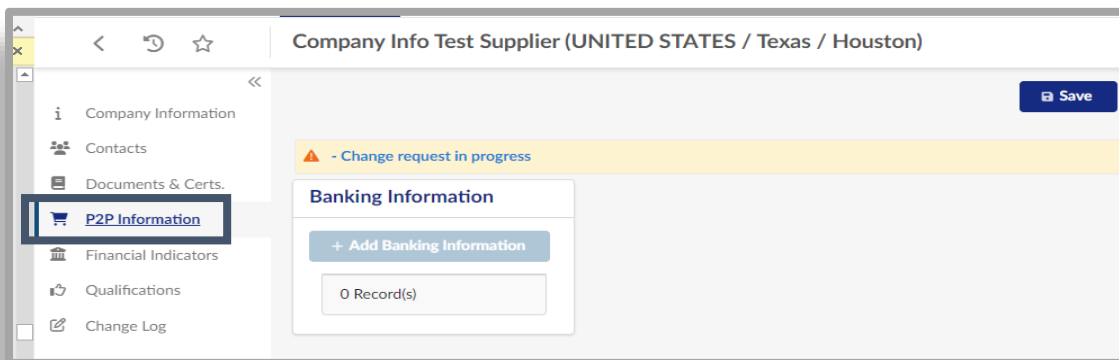 Company Info Test Supplier (UNITED STATES / Texas / Houston)
Save
Company Information
Contacts
Documents & Certs.
P2P Information
Financial Indicators
Qualifications
Change Log
- Change request in progress
Banking Information
+ Add Banking Information
0 Record(s)